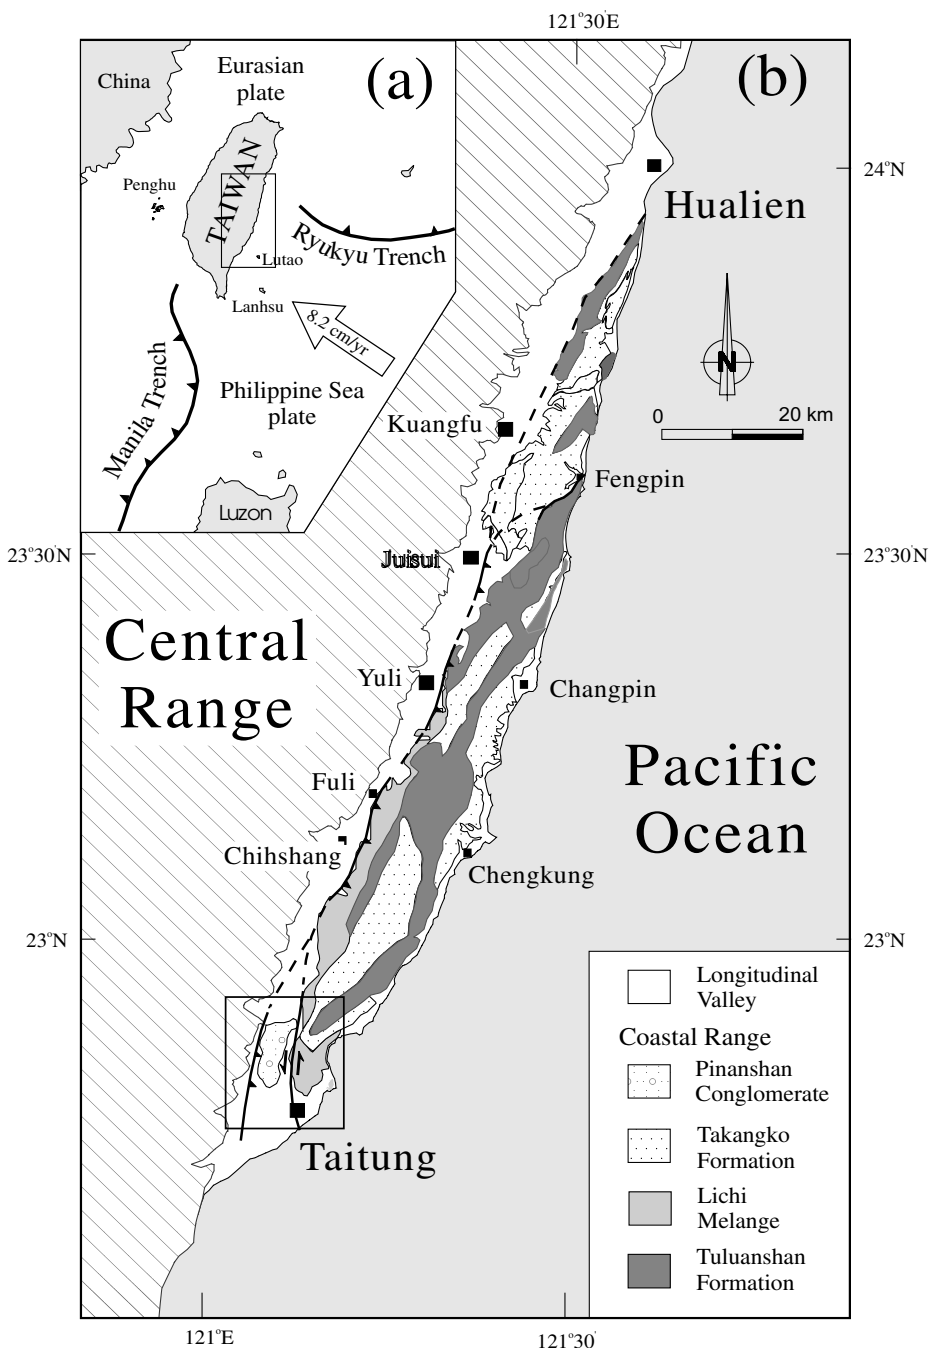 121°30'E
(a)
(b)
China
Eurasian
plate
TAIWAN
Penghu
Ryukyu Trench
Lutao
Lanhsu
8.2 cm/yr
Manila Trench
Philippine Sea
plate
Luzon
24°N
Hualien
N
0 20 km
Kuangfu
Fengpin
23°30'N
23°30'N
Juisui
Central
Range
Yuli
Changpin
Pacific
Ocean
Fuli
Chihshang
Chengkung
23°N
23°N
Taitung
Longitudinal
Valley
Coastal Range
Pinanshan
Conglomerate
Takangko
Formation
Lichi
Melange
Tuluanshan
Formation
121°E
121°30'